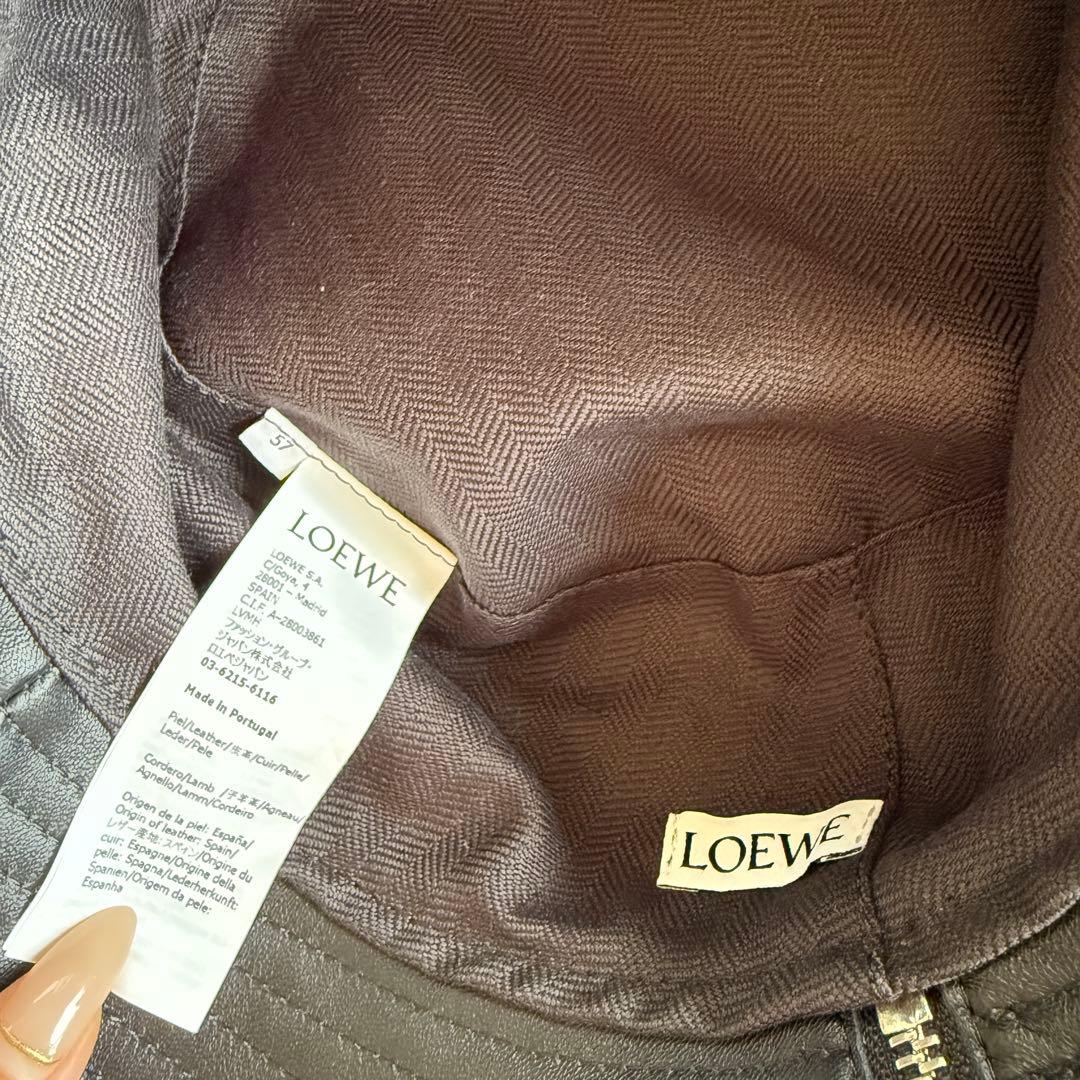 57
LOEWE
LOEWE S.A.
C/Goya, 4
28001 – Madrid
SPAIN
C.I.F. A-28003861
LVMH
ファッション・グループ・
ジャパン株式会社
ロエベジャパン
03-6215-6116
Made in Portugal
Piel/Leather/皮革/Cuir/Pelle/
Leder/Pele
Cordero/Lamb /子羊革/Agneau/
Agnello/Lamm/Cordeiro
Origen de la piel: España/
Origin of leather: Spain/
レザー産地:スペイン/Origine du
cuir: Espagne/Origine della
pelle: Spagna/Lederherkunft:
Spanien/Origem da pele:
Espanha
LOEWE